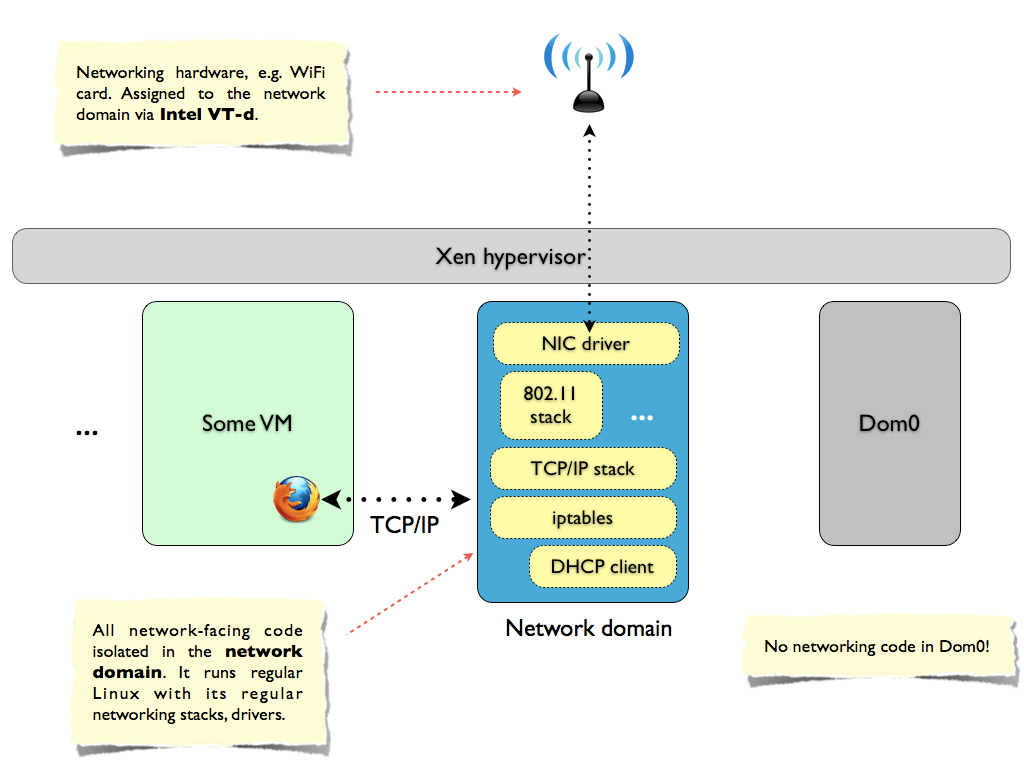 Networking hardware, e.g. WiFi
card. Assigned to the network
domain via Intel VT-d.
Xen hypervisor
...
Some VM
TCP/IP
NIC driver
802.11
stack
...
TCP/IP stack
iptables
DHCP client
Network domain
Dom0
All network-facing code
isolated in the network
domain. It runs regular
Linux with its regular
networking stacks, drivers.
No networking code in Dom0!